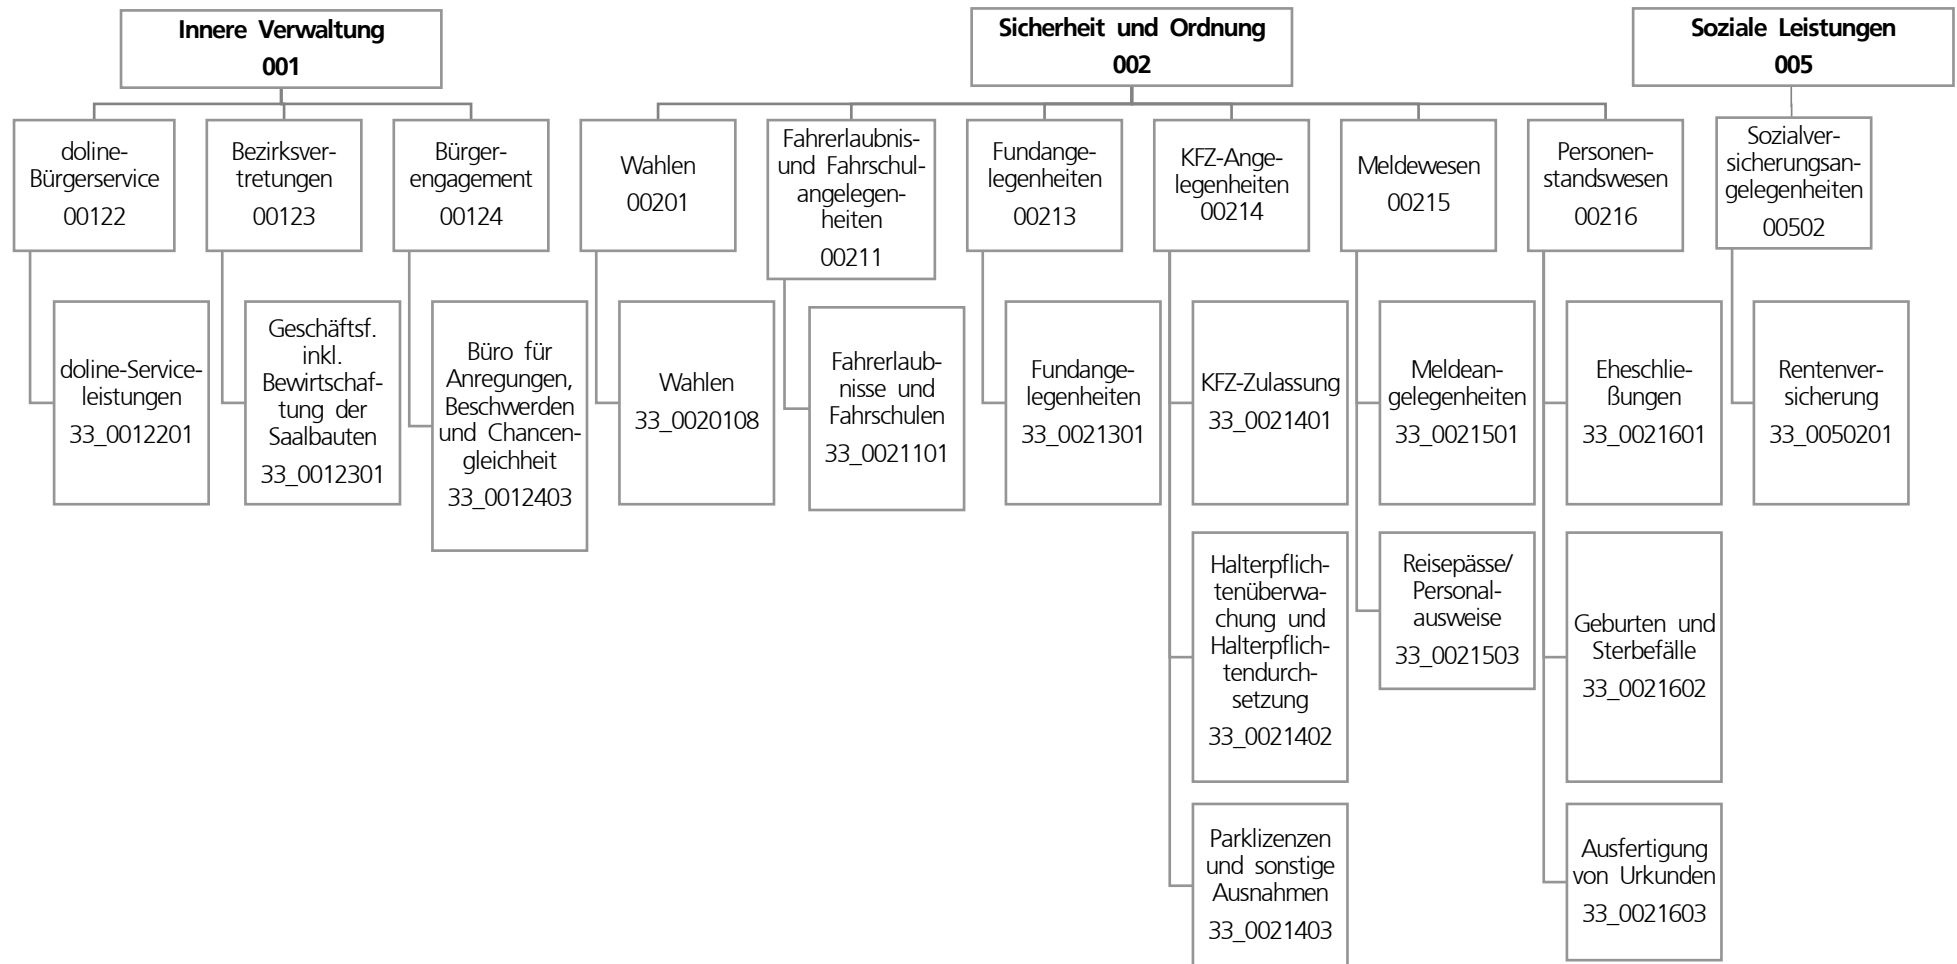 Innere Verwaltung
001
Sicherheit und Ordnung
002
Soziale Leistungen
005
doline-
Bürgerservice
00122
Bezirksver-
tretungen
00123
Bürger-
engagement
00124
Wahlen
00201
Fahrerlaubnis-
und Fahrschul-
angelegen-
heiten
00211
Fundange-
legenheiten
00213
KFZ-Ange-
legenheiten
00214
Meldewesen
00215
Personen-
standswesen
00216
Sozialver-
sicherungsan-
gelegenheiten
00502
doline-Service-
leistungen
33_0012201
Geschäftsf.
inkl.
Bewirtschaf-
tung der
Saalbauten
33_0012301
Büro für
Anregungen,
Beschwerden
und Chancen-
gleichheit
33_0012403
Wahlen
33_0020108
Fahrerlaub-
nisse und
Fahrschulen
33_0021101
Fundange-
legenheiten
33_0021301
KFZ-Zulassung
33_0021401
Meldean-
gelegenheiten
33_0021501
Eheschlie-
ßungen
33_0021601
Rentenver-
sicherung
33_0050201
Halterpflich-
tenüberwa-
chung und
Halterpflich-
tendurch-
setzung
33_0021402
Reisepässe/
Personal-
ausweise
33_0021503
Geburten und
Sterbefälle
33_0021602
Parklizenzen
und sonstige
Ausnahmen
33_0021403
Ausfertigung
von Urkunden
33_0021603